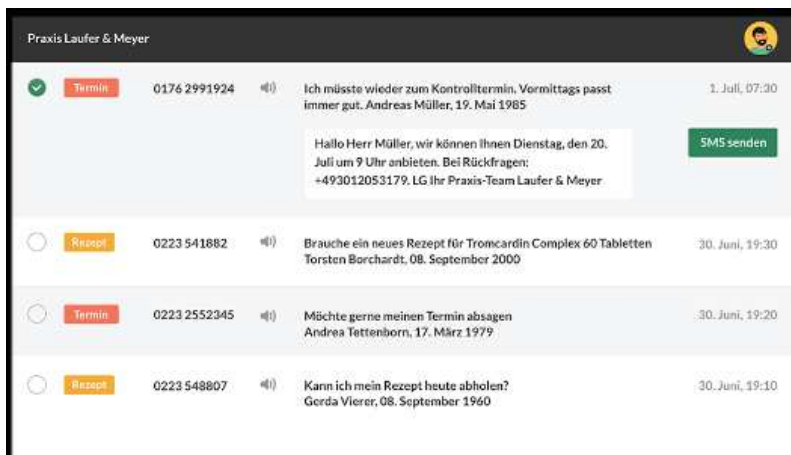 Praxis Laufer & Meyer
Termin
0176 2991924
Ich müsste wieder zum Kontrolltermin. Vormittags passt
immer gut. Andreas Müller, 19. Mai 1985
1. Juli, 07:30
Hallo Herr Müller, wir können Ihnen Dienstag, den 20.
Juli um 9 Uhr anbieten. Bei Rückfragen:
+493012053179. LG Ihr Praxis-Team Laufer & Meyer
SMS senden
Rezept
0223 541882
Brauche ein neues Rezept für Tromcardin Complex 60 Tabletten
Torsten Borchardt, 08. September 2000
30. Juni, 19:30
Termin
0223 2552345
Möchte gerne meinen Termin absagen
Andrea Tettenborn, 17. März 1979
30. Juni, 19:20
Rezept
0223 548807
Kann ich mein Rezept heute abholen?
Gerda Vierer, 08. September 1960
30. Juni, 19:10